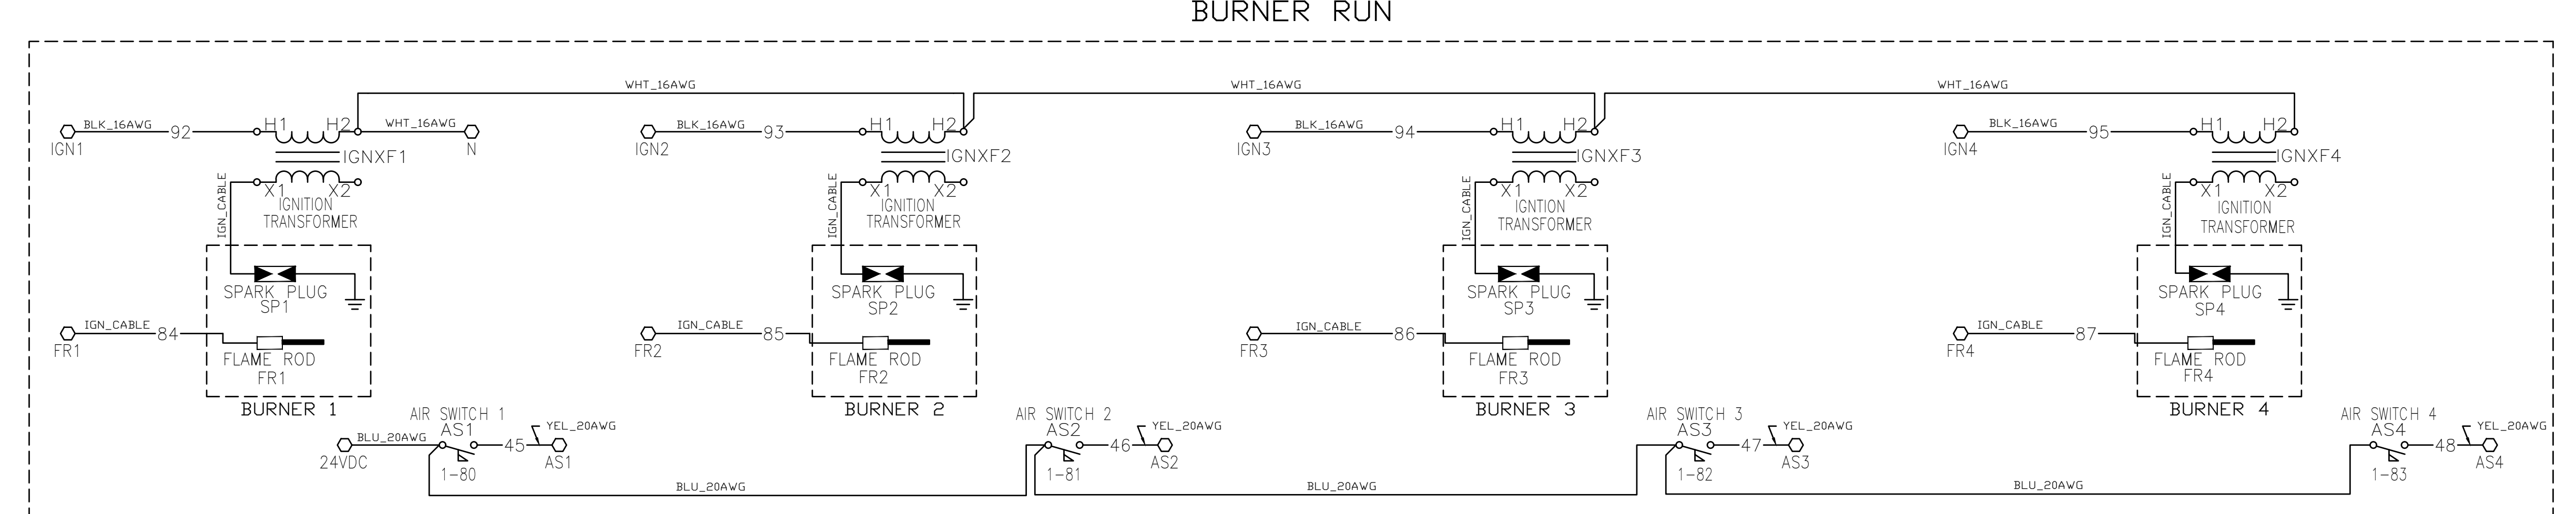 BURNER RUN
WHT_16AWG WHT_16AWG WHT_16AWG
BLK_16AWG 92 H1 H2 WHT_16AWG BLK_16AWG 93 H1 H2 BLK_16AWG 94 H1 H2 BLK_16AWG 95 H1 H2
IGN1 N IGN2 IGN3 IGN4
IGNXF1 IGNXF2 IGNXF3 IGNXF4
IGN_CABLE X1 X2 IGN_CABLE X1 X2 IGN_CABLE X1 X2 IGN_CABLE X1 X2
IGNITION IGNITION IGNITION IGNITION
TRANSFORMER TRANSFORMER TRANSFORMER TRANSFORMER
SPARK PLUG SPARK PLUG SPARK PLUG SPARK PLUG
SP1 SP2 SP3 SP4
IGN_CABLE 84 IGN_CABLE 85 IGN_CABLE 86 IGN_CABLE 87
FR1 FR2 FR3 FR4
FLAME ROD FLAME ROD FLAME ROD FLAME ROD
FR1 FR2 FR3 FR4
BURNER 1 BURNER 2 BURNER 3 BURNER 4
AIR SWITCH 1 AIR SWITCH 2 AIR SWITCH 3 AIR SWITCH 4
AS1 YEL_20AWG AS2 YEL_20AWG AS3 YEL_20AWG AS4 YEL_20AWG
BLU_20AWG 45 46 47 48
24VDC AS1 AS2 AS3 AS4
1-80 1-81 1-82 1-83
BLU_20AWG BLU_20AWG BLU_20AWG